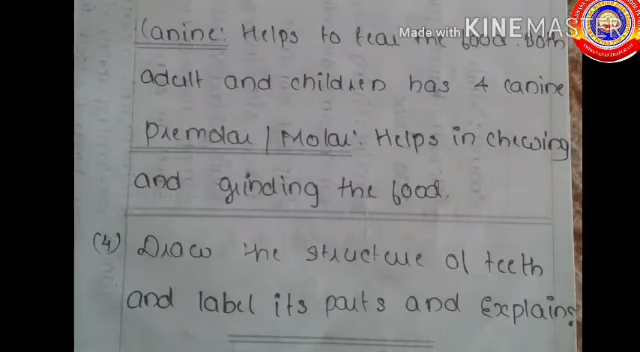 Made with KINEMASTER
Canine: Helps to tear the food. Both
adult and children has 4 canine
Premolar / Molar: Helps in chewing
and grinding the food.
(4) Draw the structure of teeth
and label its parts and Explain?